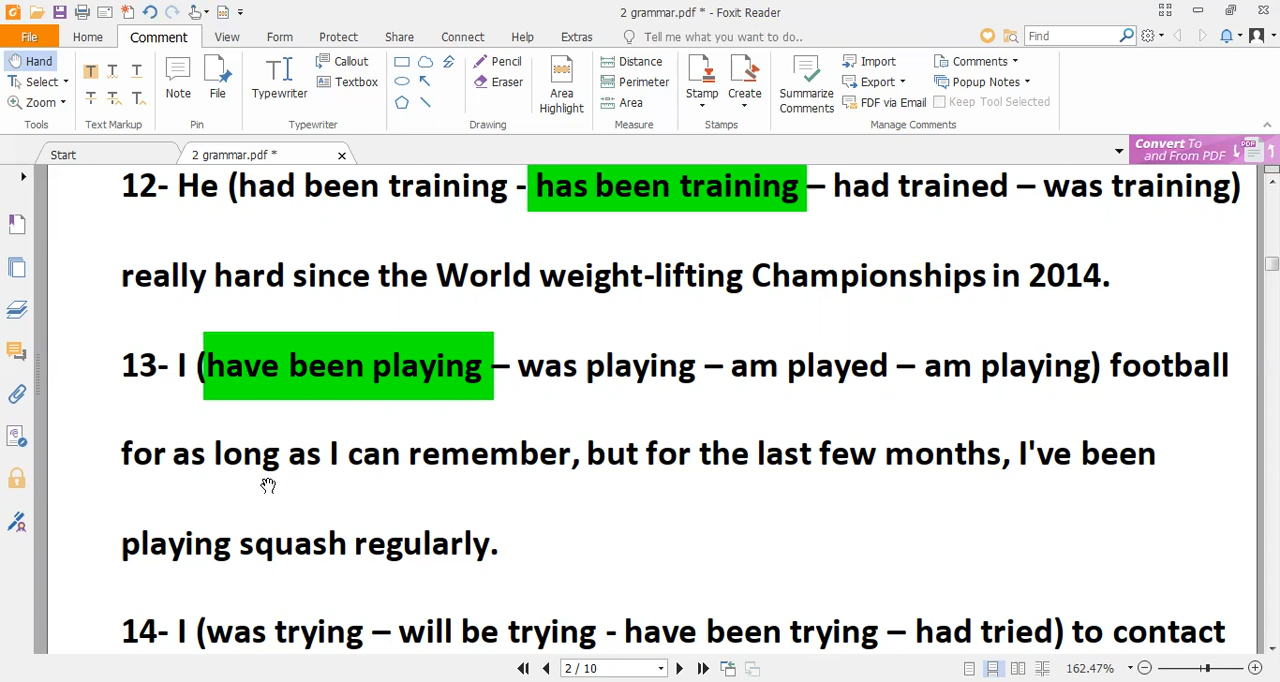 2 grammar.pdf * - Foxit Reader
File Home Comment View Form Protect Share Connect Help Extras Tell me what you want to do.. Find
Hand
Select
Zoom
Tools
Text Markup
Note File
Pin
Typewriter
Callout
Textbox
Typewriter
Pencil
Eraser
Drawing
Area Highlight
Distance
Perimeter
Area
Measure
Stamp Create
Stamps
Summarize Comments
Import
Export
FDF via Email
Comments
Popup Notes
Keep Tool Selected
Manage Comments
Start 2 grammar.pdf *
Convert To
and From PDF
PDF
12- He (had been training - has been training – had trained – was training)
really hard since the World weight-lifting Championships in 2014.
13- I (have been playing – was playing – am played – am playing) football
for as long as I can remember, but for the last few months, I've been
playing squash regularly.
14- I (was trying – will be trying - have been trying – had tried) to contact
2 / 10 162.47%